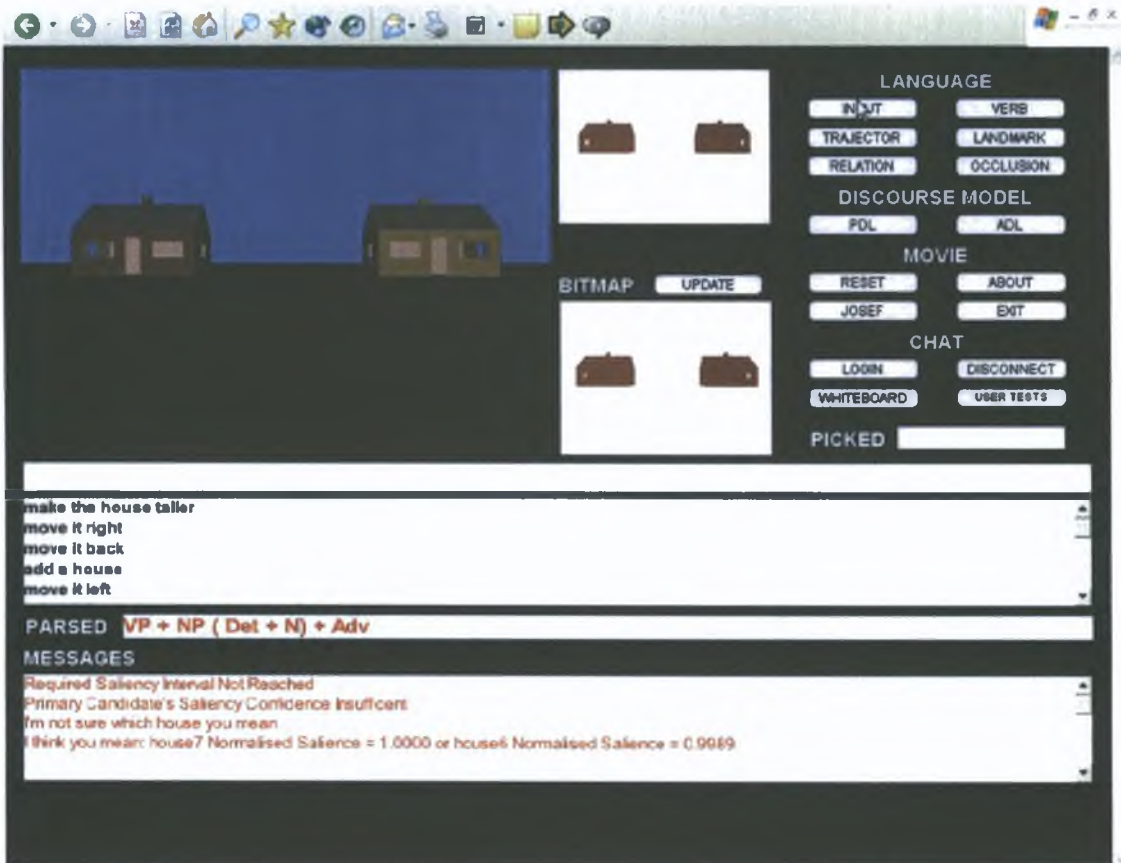 LANGUAGE
INPUT VERB
TRAJECTOR LANDMARK
RELATION OCCLUSION
DISCOURSE MODEL
PDL ADL
MOVIE
BITMAP UPDATE RESET ABOUT
JOSEF EXIT
CHAT
LOGIN DISCONNECT
WHITEBOARD USER TESTS
PICKED
make the house taller
move it right
move it back
add a house
move it left
PARSED VP + NP ( Det + N) + Adv
MESSAGES
Required Saliency Interval Not Reached
Primary Candidate's Saliency Confidence Insufficent
I'm not sure which house you mean
I think you mean: house7 Normalised Salience = 1.0000 or house6 Normalised Salience = 0.9989